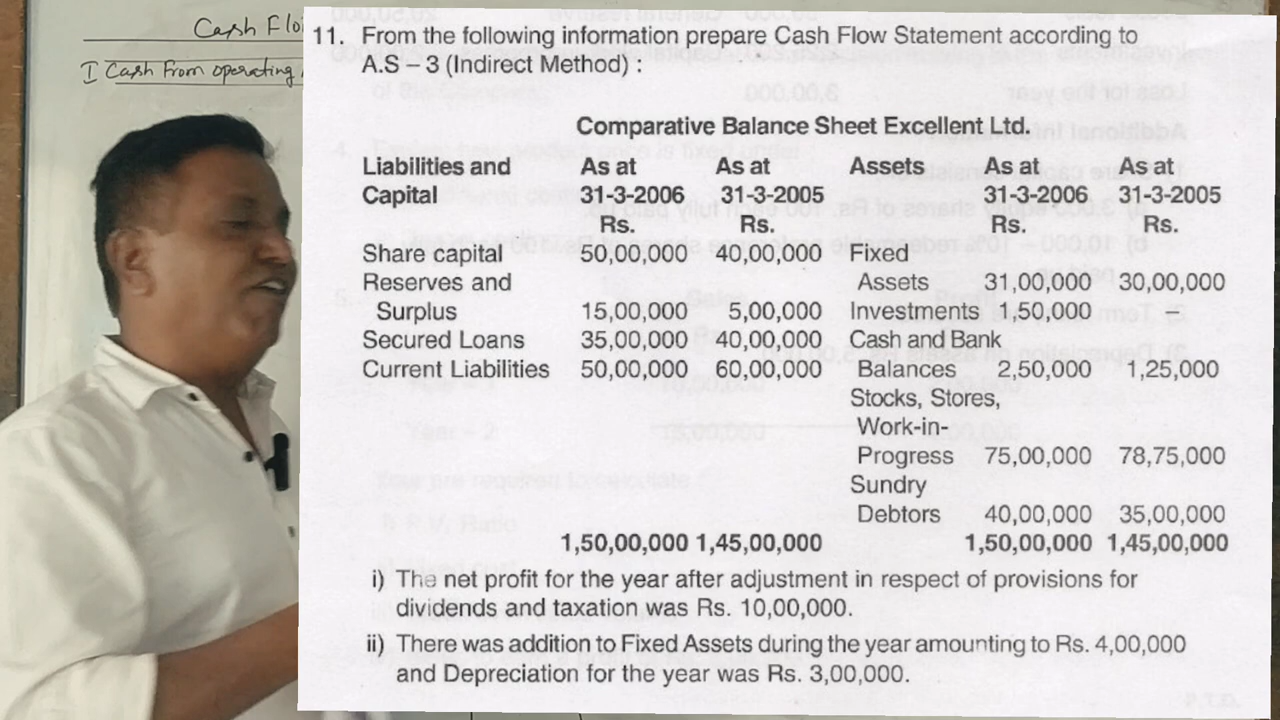 Cash Flo
I Cash From operating
11. From the following information prepare Cash Flow Statement according to
A.S – 3 (Indirect Method) :
Comparative Balance Sheet Excellent Ltd.
Liabilities and As at As at Assets As at As at
Capital 31-3-2006 31-3-2005 31-3-2006 31-3-2005
Rs. Rs. Rs. Rs.
Share capital 50,00,000 40,00,000 Fixed
Reserves and Assets 31,00,000 30,00,000
Surplus 15,00,000 5,00,000 Investments 1,50,000 –
Secured Loans 35,00,000 40,00,000 Cash and Bank
Current Liabilities 50,00,000 60,00,000 Balances 2,50,000 1,25,000
Stocks, Stores,
Work-in-
Progress 75,00,000 78,75,000
Sundry
Debtors 40,00,000 35,00,000
1,50,00,000 1,45,00,000 1,50,00,000 1,45,00,000
i) The net profit for the year after adjustment in respect of provisions for
dividends and taxation was Rs. 10,00,000.
ii) There was addition to Fixed Assets during the year amounting to Rs. 4,00,000
and Depreciation for the year was Rs. 3,00,000.